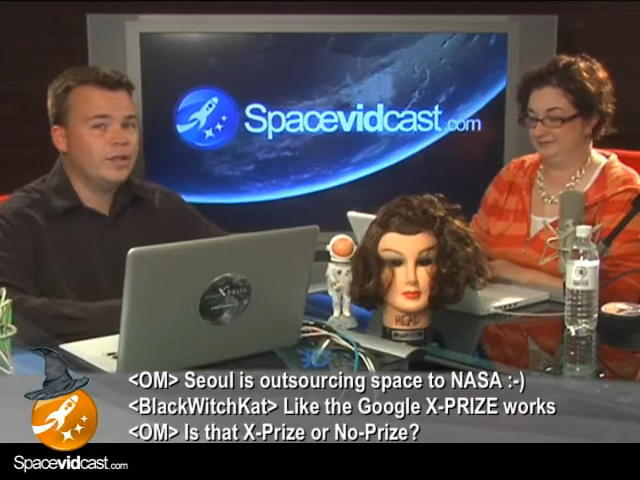 Spacevidcast.com
HEAD
<OM> Seoul is outsourcing space to NASA :-)
<BlackWitchKat> Like the Google X-PRIZE works
<OM> Is that X-Prize or No-Prize?
Spacevidcast.com